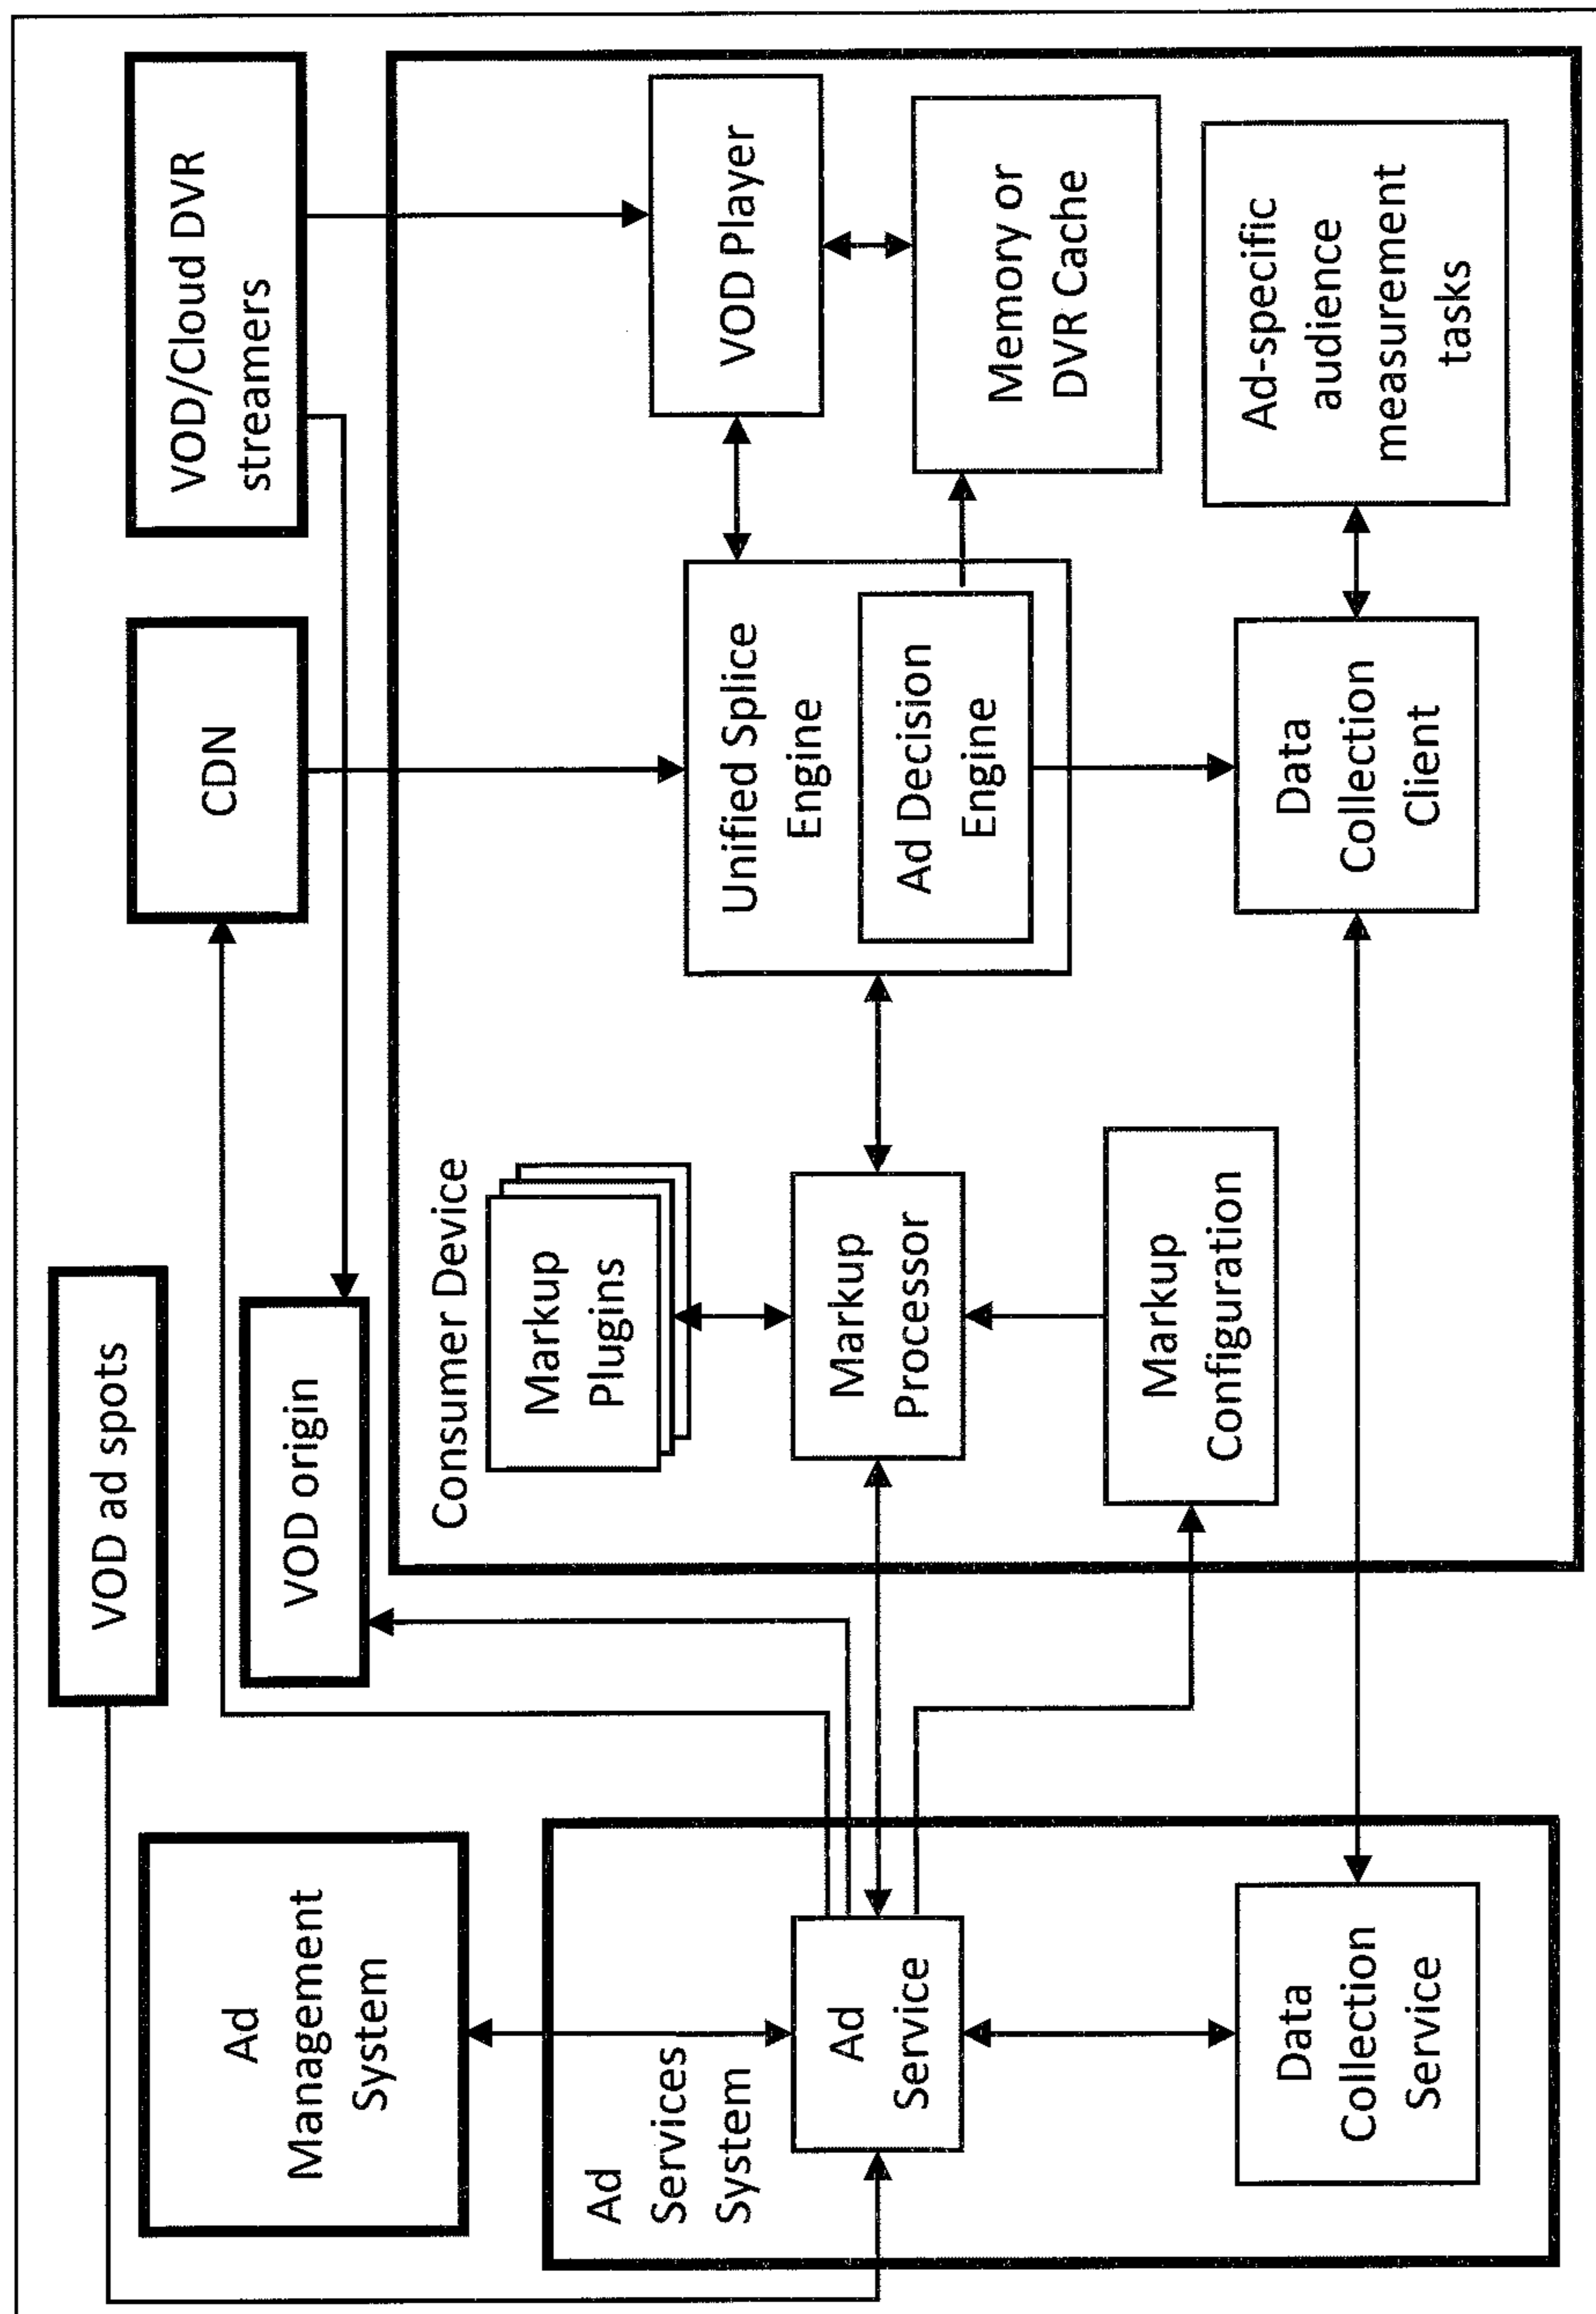 VOD ad spots
VOD/Cloud DVR
streamers
CDN
VOD origin
Ad
Management
System
Consumer Device
Markup
Plugins
Unified Splice
Engine
VOD Player
Ad
Services
System
Ad
Service
Markup
Processor
Ad Decision
Engine
Memory or
DVR Cache
Markup
Configuration
Data
Collection
Service
Data
Collection
Client
Ad-specific
audience
measurement
tasks